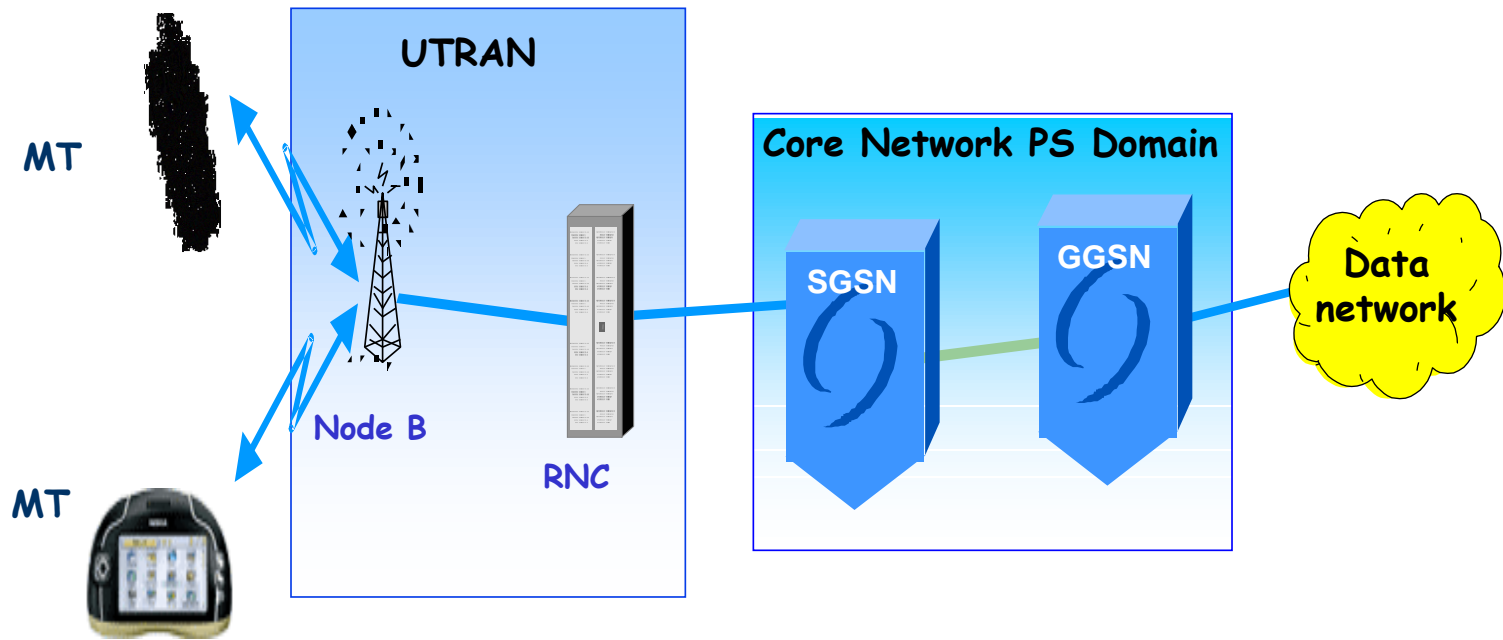 UTRAN
MT
Core Network PS Domain
SGSN
GGSN
Data
network
Node B
RNC
MT